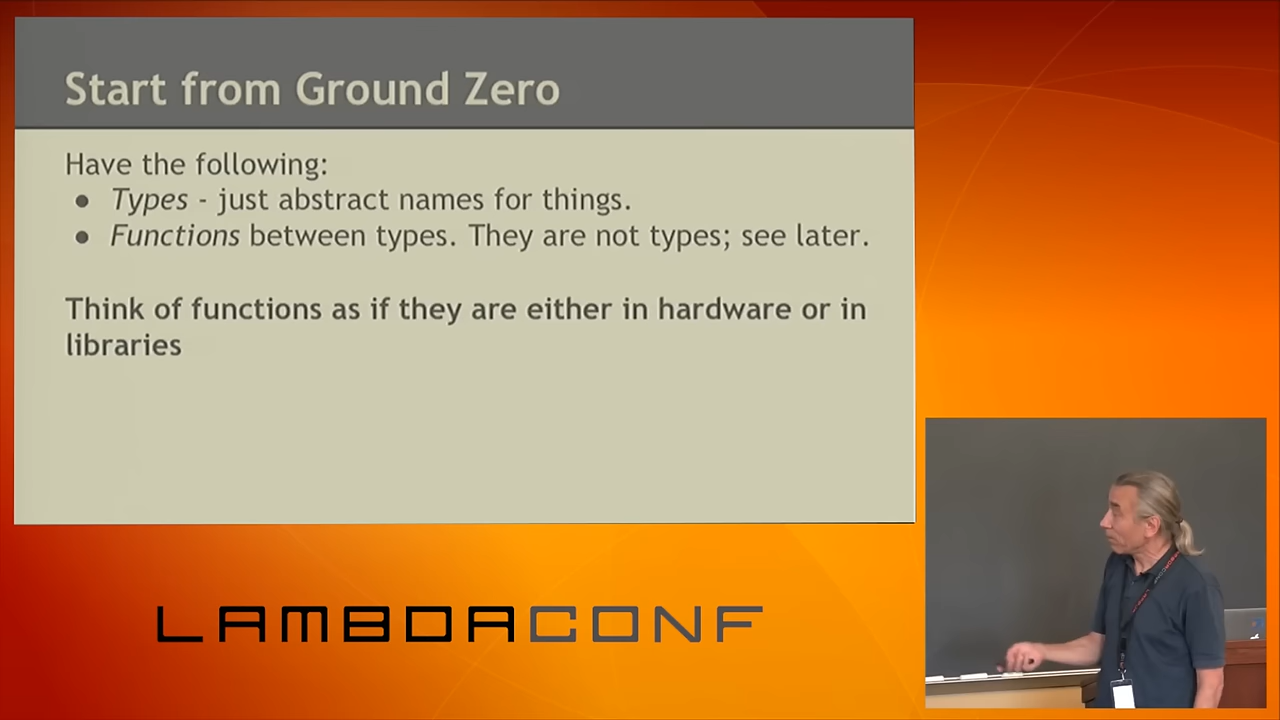 Start from Ground Zero
Have the following:
● Types - just abstract names for things.
● Functions between types. They are not types; see later.
Think of functions as if they are either in hardware or in
libraries
LAMBDACONF